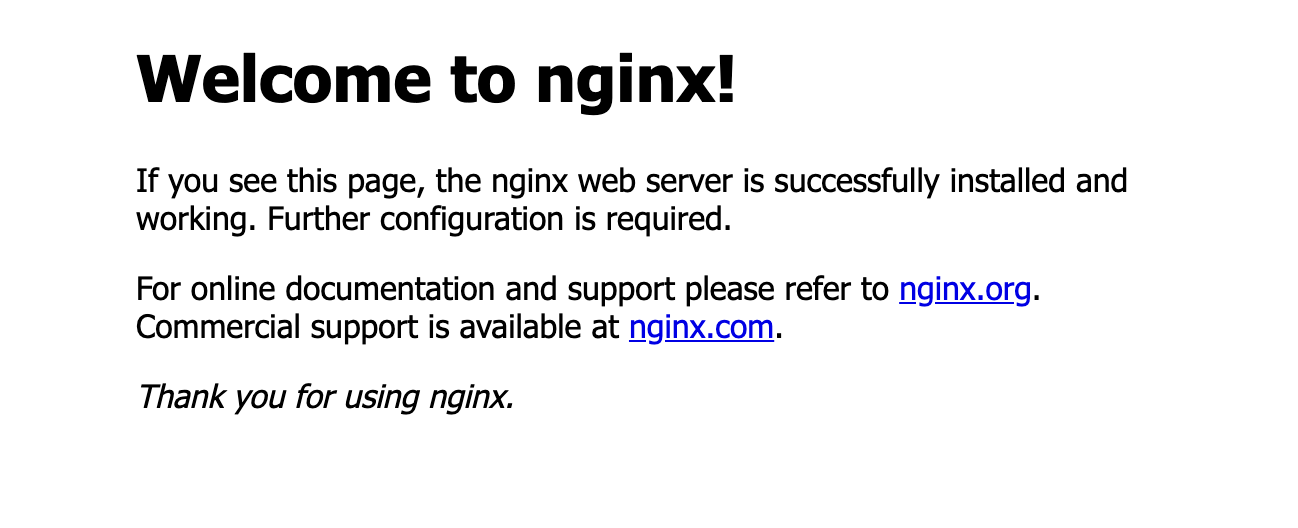 Welcome to nginx!
If you see this page, the nginx web server is successfully installed and
working. Further configuration is required.
For online documentation and support please refer to nginx.org.
Commercial support is available at nginx.com.
Thank you for using nginx.